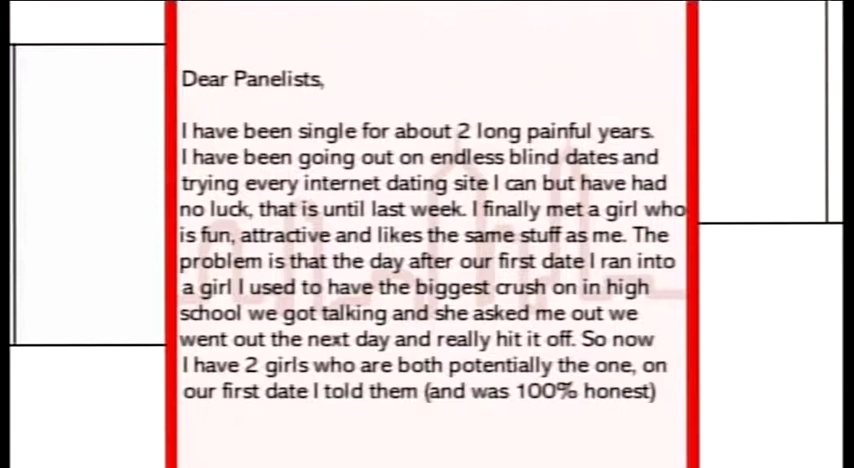 Dear Panelists,
I have been single for about 2 long painful years.
I have been going out on endless blind dates and
trying every internet dating site I can but have had
no luck, that is until last week. I finally met a girl who
is fun, attractive and likes the same stuff as me. The
problem is that the day after our first date I ran into
a girl I used to have the biggest crush on in high
school we got talking and she asked me out we
went out the next day and really hit it off. So now
I have 2 girls who are both potentially the one, on
our first date I told them (and was 100% honest)